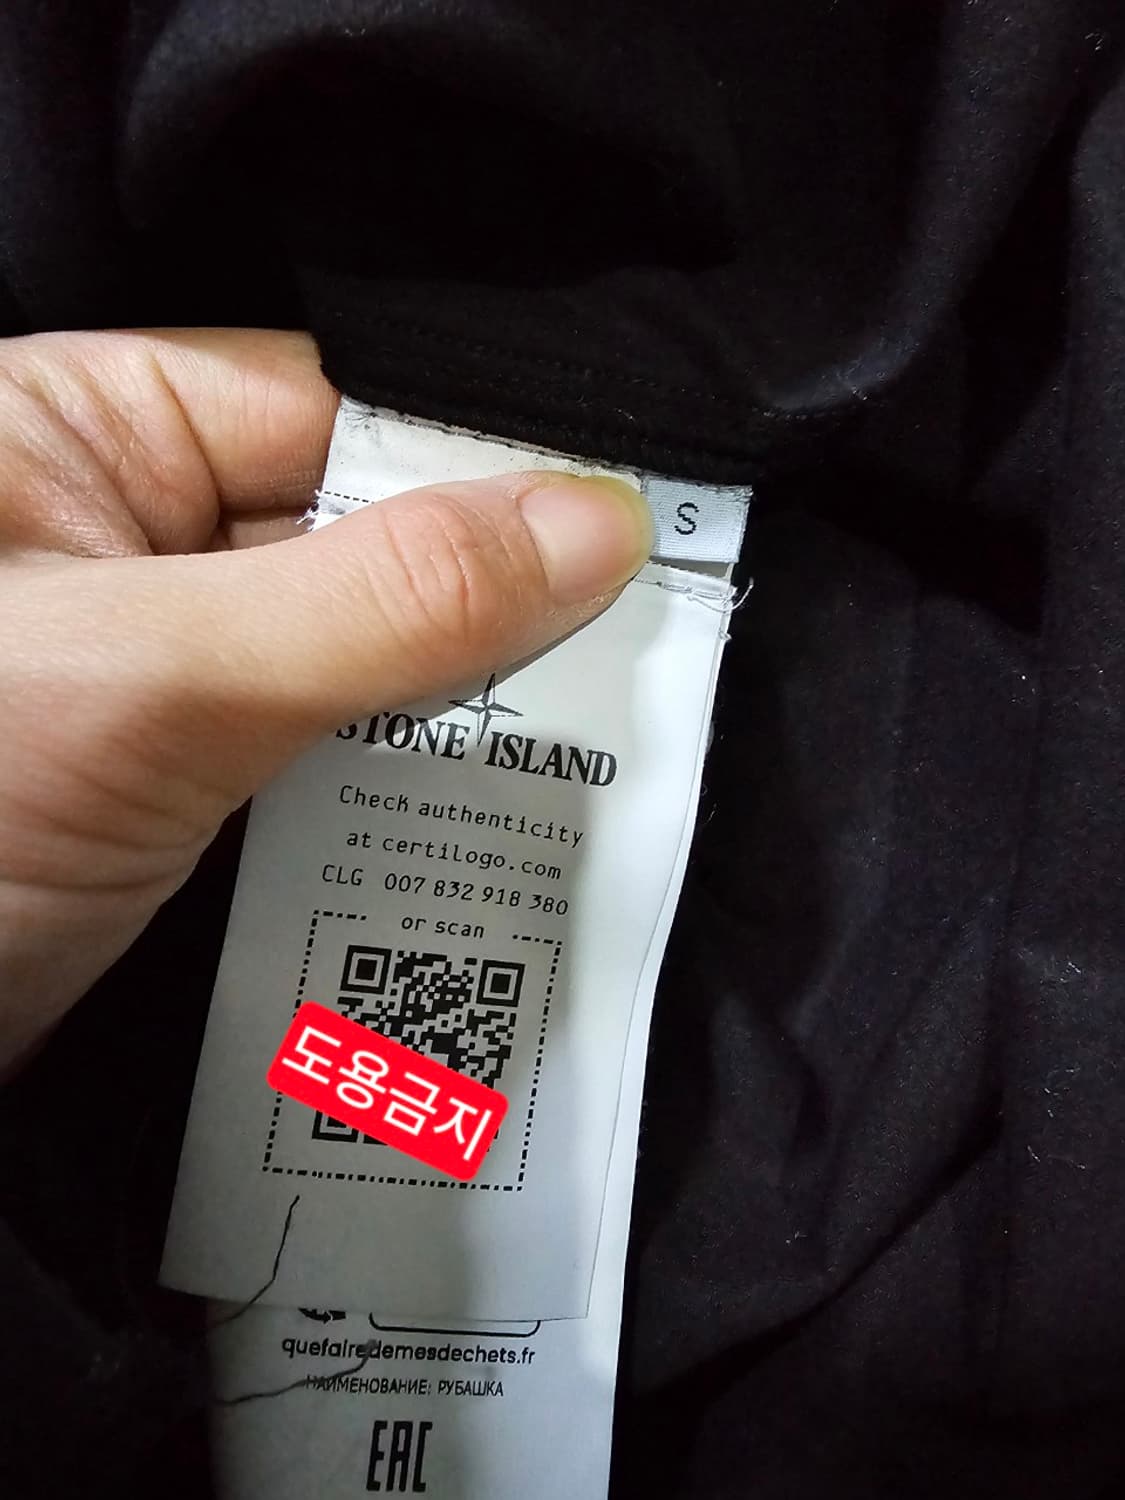 S
STONE ISLAND
Check authenticity
at certilogo.com
CLG 007 832 918 380
or scan
도용금지
quefairedemesdechets.fr
НАИМЕНОВАНИЕ: РУБАШКА
EAC